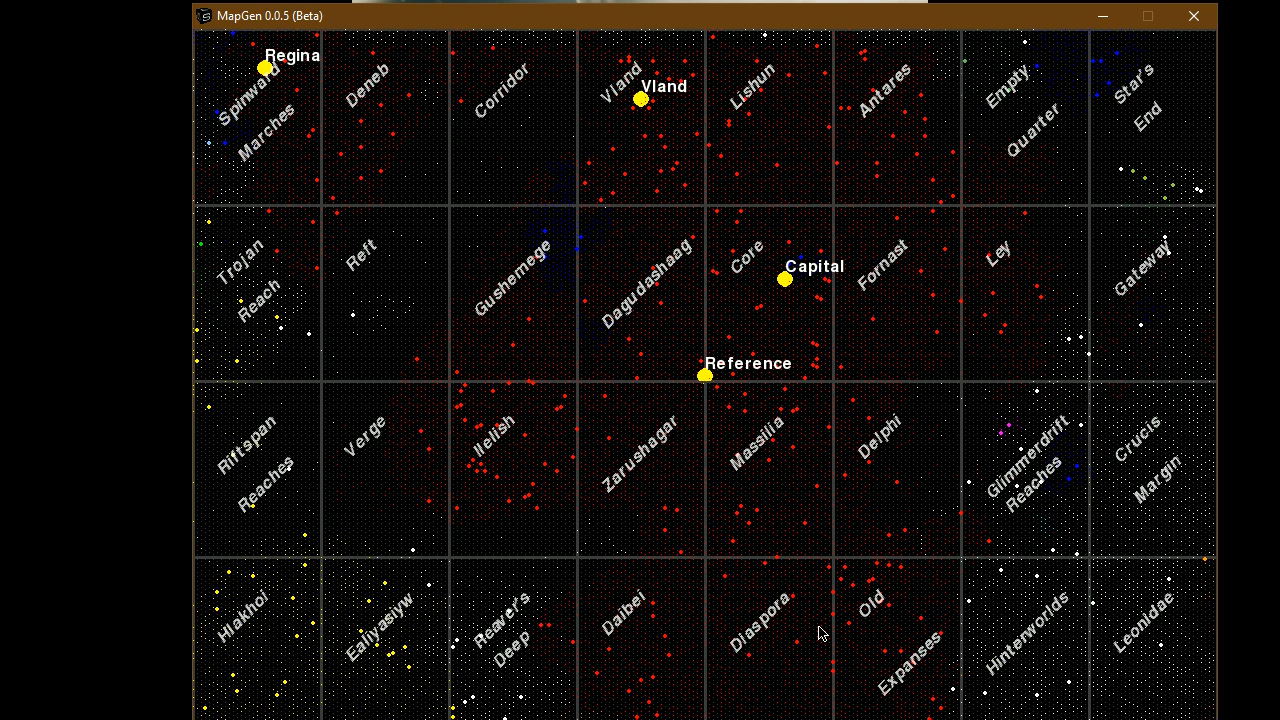 MapGen 0.0.5 (Beta)
Regina
Spinward
Marches
Deneb
Corridor
Vland
Vland
Lishun
Antares
Empty
Quarter
Star's
End
Trojan
Reach
Reft
Gushemege
Dagudashaag
Core
Capital
Fornast
Ley
Gateway
Reference
Riftspan
Reaches
Verge
Ilelish
Zarushagar
Massilia
Delphi
Glimmerdrift
Reaches
Crucis
Margin
Hlakhoi
Ealiyasiyw
Reaver's
Deep
Daibei
Diaspora
Old
Expanses
Hinterworlds
Leonidae